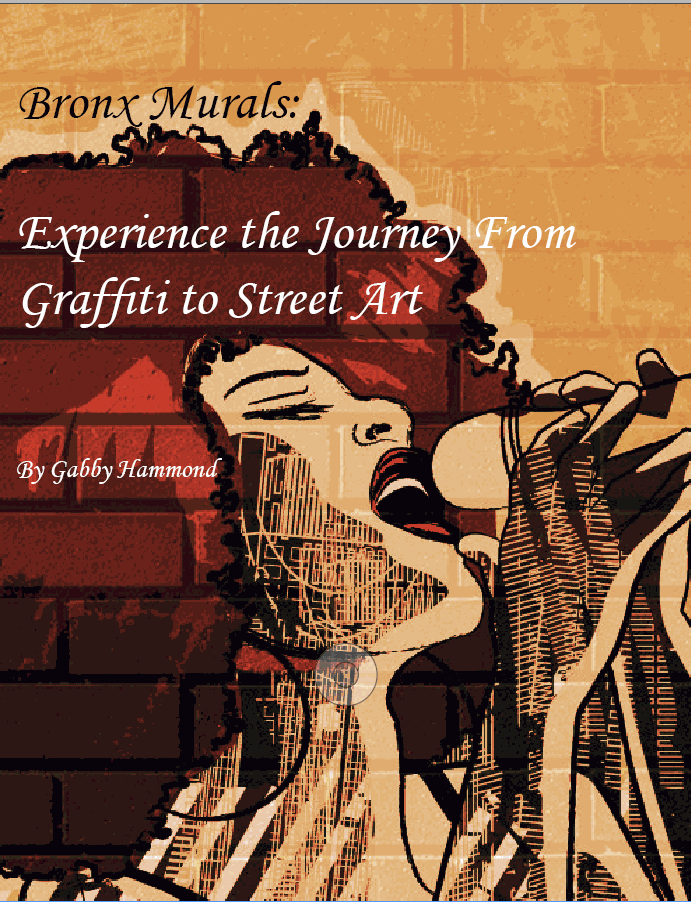 Bronx Murals:
Experience the Journey From
Graffiti to Street Art
By Gabby Hammond